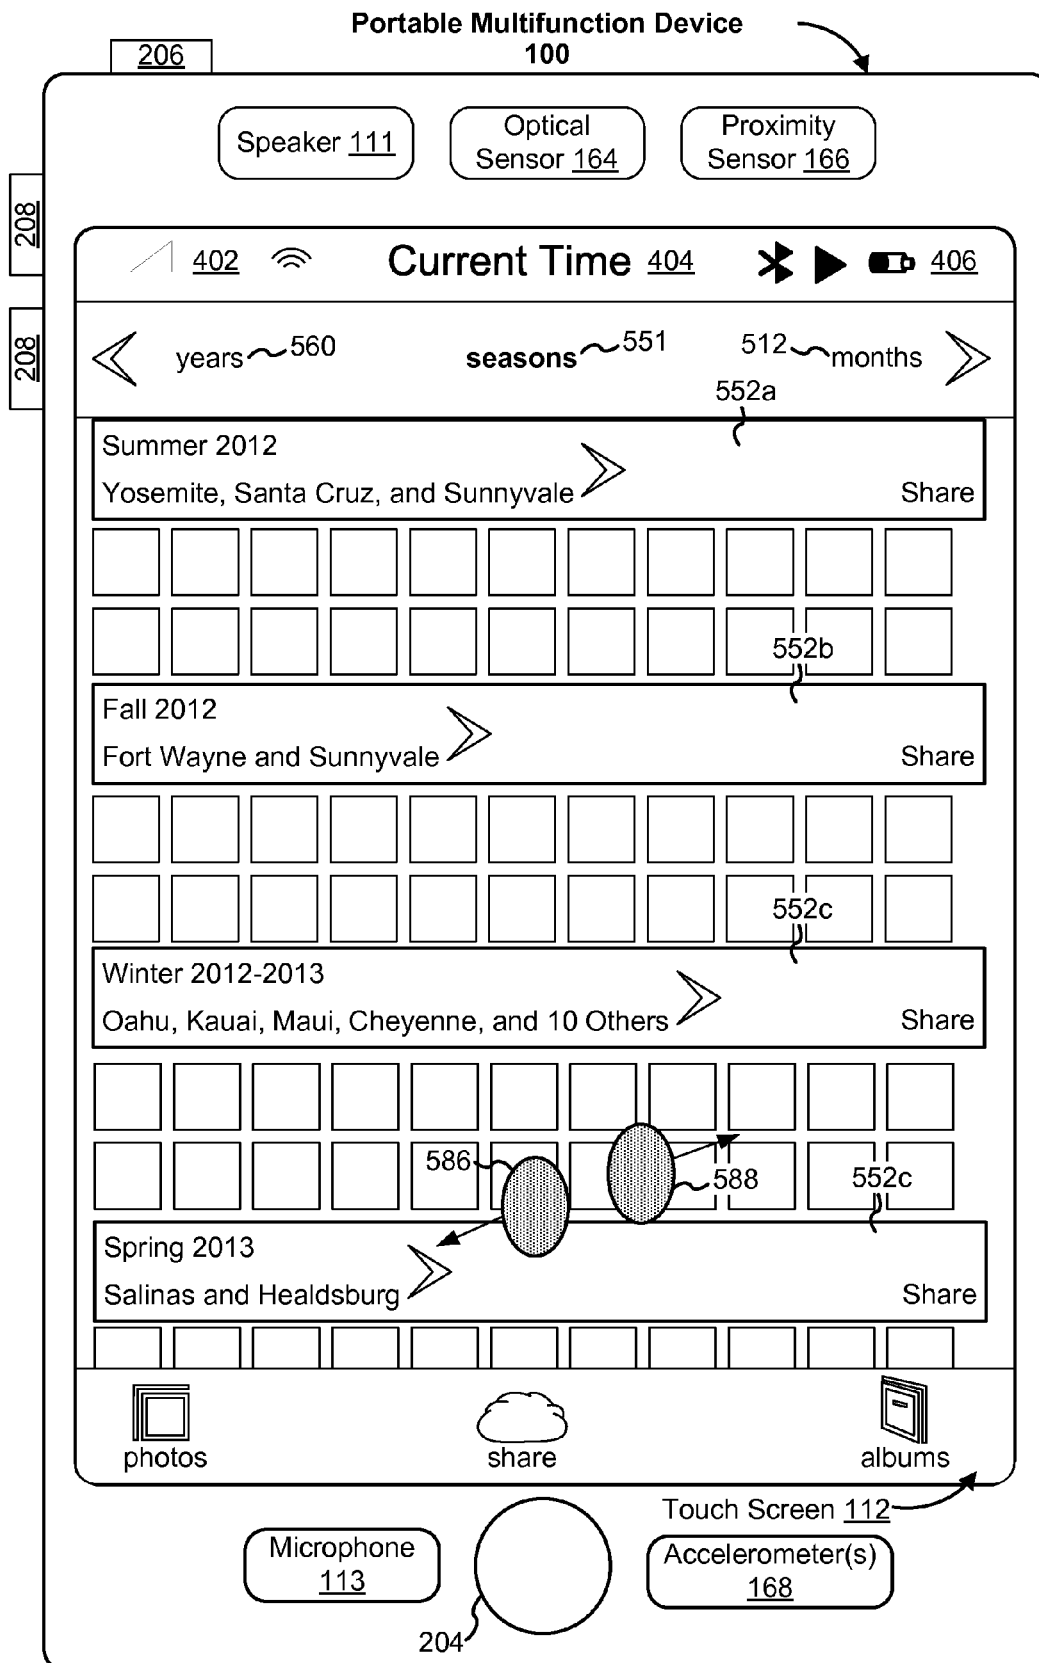 Portable Multifunction Device
100
206
Speaker 111
Optical
Sensor 164
Proximity
Sensor 166
208
208
402
Current Time 404
406
years 560
seasons 551
512 months
552a
Summer 2012
Yosemite, Santa Cruz, and Sunnyvale
Share
552b
Fall 2012
Fort Wayne and Sunnyvale
Share
552c
Winter 2012-2013
Oahu, Kauai, Maui, Cheyenne, and 10 Others
Share
586
588
552c
Spring 2013
Salinas and Healdsburg
Share
photos
share
albums
Touch Screen 112
Microphone
113
Accelerometer(s)
168
204